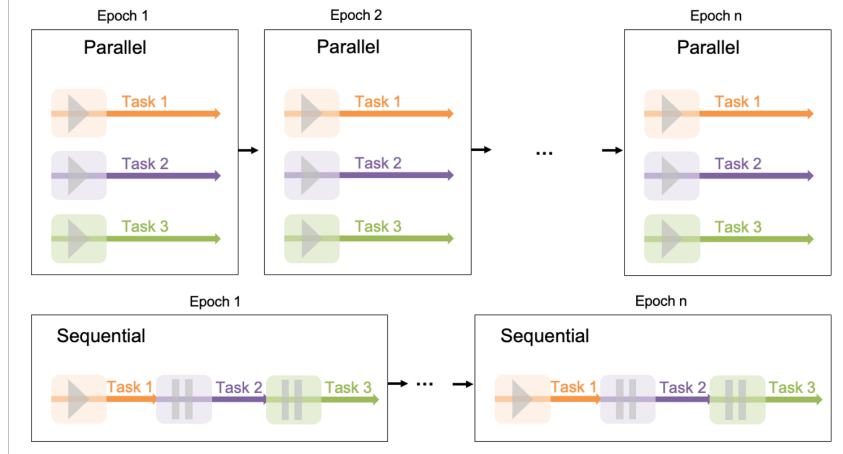 Epoch 1 Epoch 2 Epoch n
Parallel Parallel Parallel
Task 1 Task 1 Task 1
Task 2 Task 2 ... Task 2
Task 3 Task 3 Task 3
Epoch 1 Epoch n
Sequential Sequential
Task 1 Task 2 Task 3 ... Task 1 Task 2 Task 3